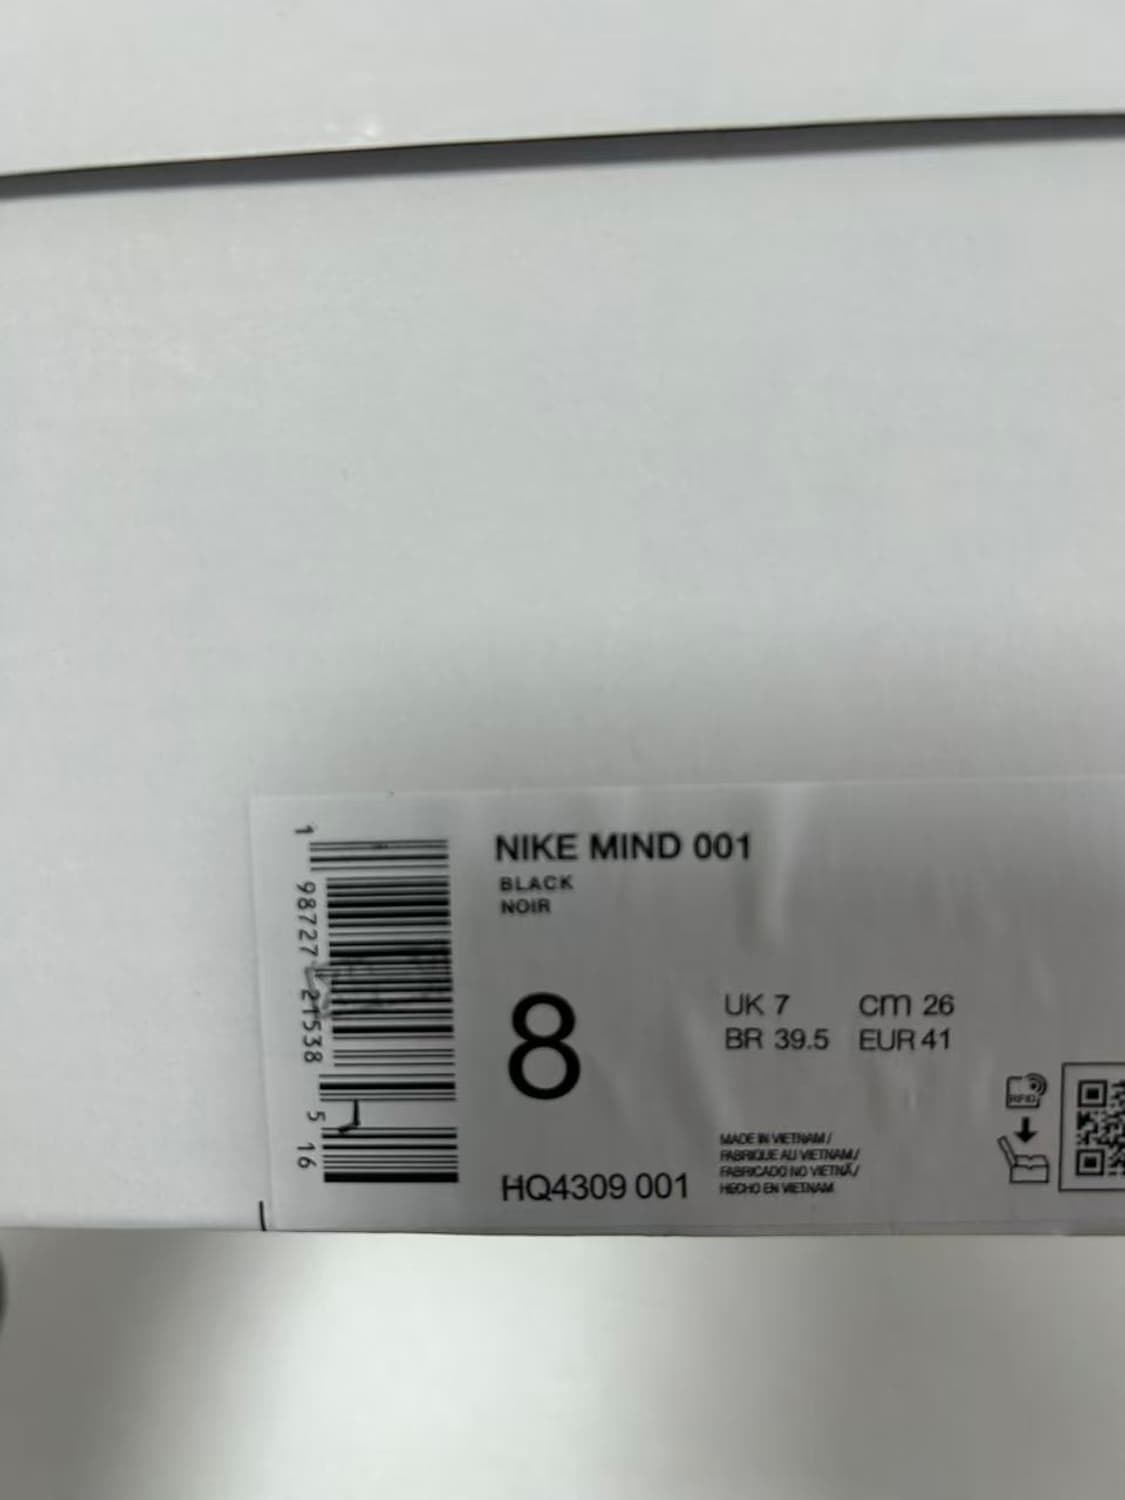 NIKE MIND 001
BLACK
NOIR
8
UK 7 cm 26
BR 39.5 EUR 41
HQ4309 001
MADE IN VIETNAM/
FABRIQUE AU VIETNAM/
FABRICADO NO VIETNÃ/
HECHO EN VIETNAM
1 98727 21538 5 16
RFID